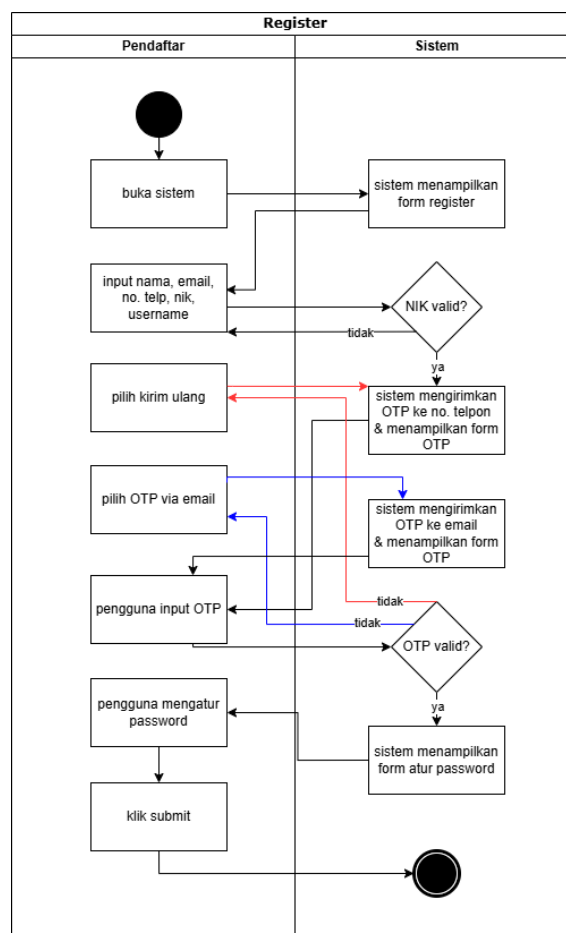 Register
Pendaftar
Sistem
buka sistem
sistem menampilkan
form register
input nama, email,
no. telp, nik,
username
NIK valid?
tidak
ya
pilih kirim ulang
sistem mengirimkan
OTP ke no. telpon
& menampilkan form
OTP
pilih OTP via email
sistem mengirimkan
OTP ke email
& menampilkan form
OTP
pengguna input OTP
tidak
tidak
OTP valid?
ya
pengguna mengatur
password
sistem menampilkan
form atur password
klik submit